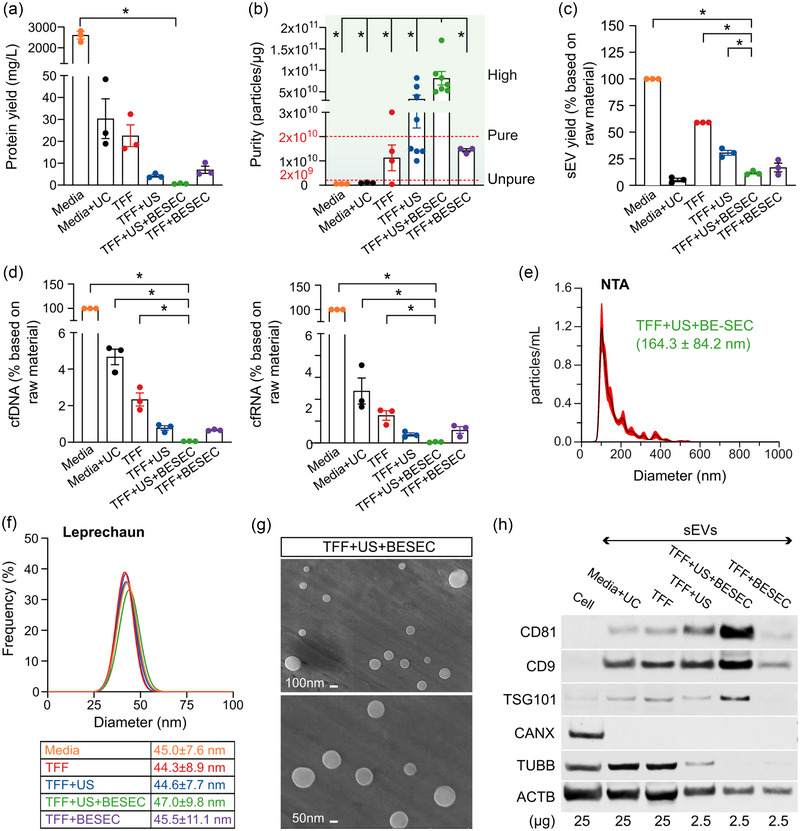 (a)
Protein yield (mg/L)
3000
2000
50
40
30
20
10
0
*
Media
Media+UC
TFF
TFF+US
TFF+US+BESEC
TFF+BESEC
(b)
Purity (particles/µg)
2x10¹¹
1x10¹¹
5x10¹⁰
3x10¹⁰
2x10¹⁰
1x10¹⁰
2x10⁹
0
* * * * *
High
Pure
Unpure
Media
Media+UC
TFF
TFF+US
TFF+US+BESEC
TFF+BESEC
(c)
sEV yield (% based on
raw material)
150
125
100
75
50
25
0
*
*
*
Media
Media+UC
TFF
TFF+US
TFF+US+BESEC
TFF+BESEC
(d)
cfDNA (% based on
raw material)
100
6
4
2
0
*
*
*
Media
Media+UC
TFF
TFF+US
TFF+US+BESEC
TFF+BESEC
cfRNA (% based on
raw material)
100
6
4
2
0
*
*
*
Media
Media+UC
TFF
TFF+US
TFF+US+BESEC
TFF+BESEC
(e)
NTA
TFF+US+BE-SEC
(164.3 ± 84.2 nm)
particles/mL
1.6
1.2
0.8
0.4
0.0
0 200 400 600 800 1000
Diameter (nm)
(f)
Leprechaun
Frequency (%)
50
40
30
20
10
0
0 25 50 75 100
Diameter (nm)
Media 45.0±7.6 nm
TFF 44.3±8.9 nm
TFF+US 44.6±7.7 nm
TFF+US+BESEC 47.0±9.8 nm
TFF+BESEC 45.5±11.1 nm
(g)
TFF+US+BESEC
100nm
50nm
(h)
sEVs
Cell
Media+UC
TFF
TFF+US
TFF+US+BESEC
TFF+BESEC
CD81
CD9
TSG101
CANX
TUBB
ACTB
(µg) 25 25 25 2.5 2.5 2.5